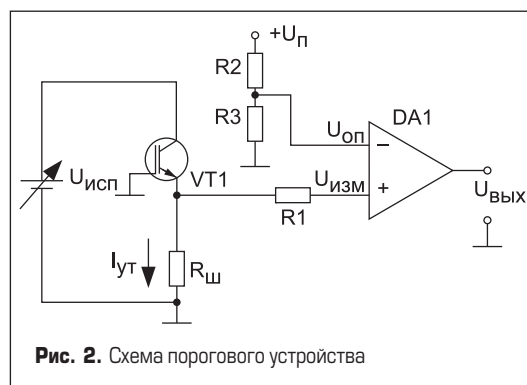 +Uп
R2
R3
DA1
Uоп
−
Uисп
VT1
Uизм
+
Uвых
R1
Iут
Rш
Рис. 2. Схема порогового устройства